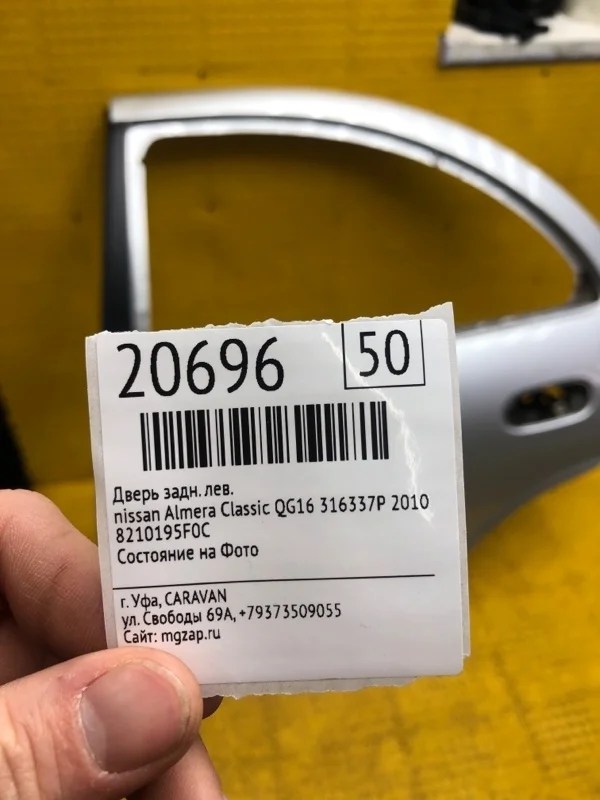 20696 50
Дверь задн. лев.
nissan Almera Classic QG16 316337P 2010
8210195F0C
Состояние на Фото
г. Уфа, CARAVAN
ул. Свободы 69А, +79373509055
Сайт: mgzap.ru